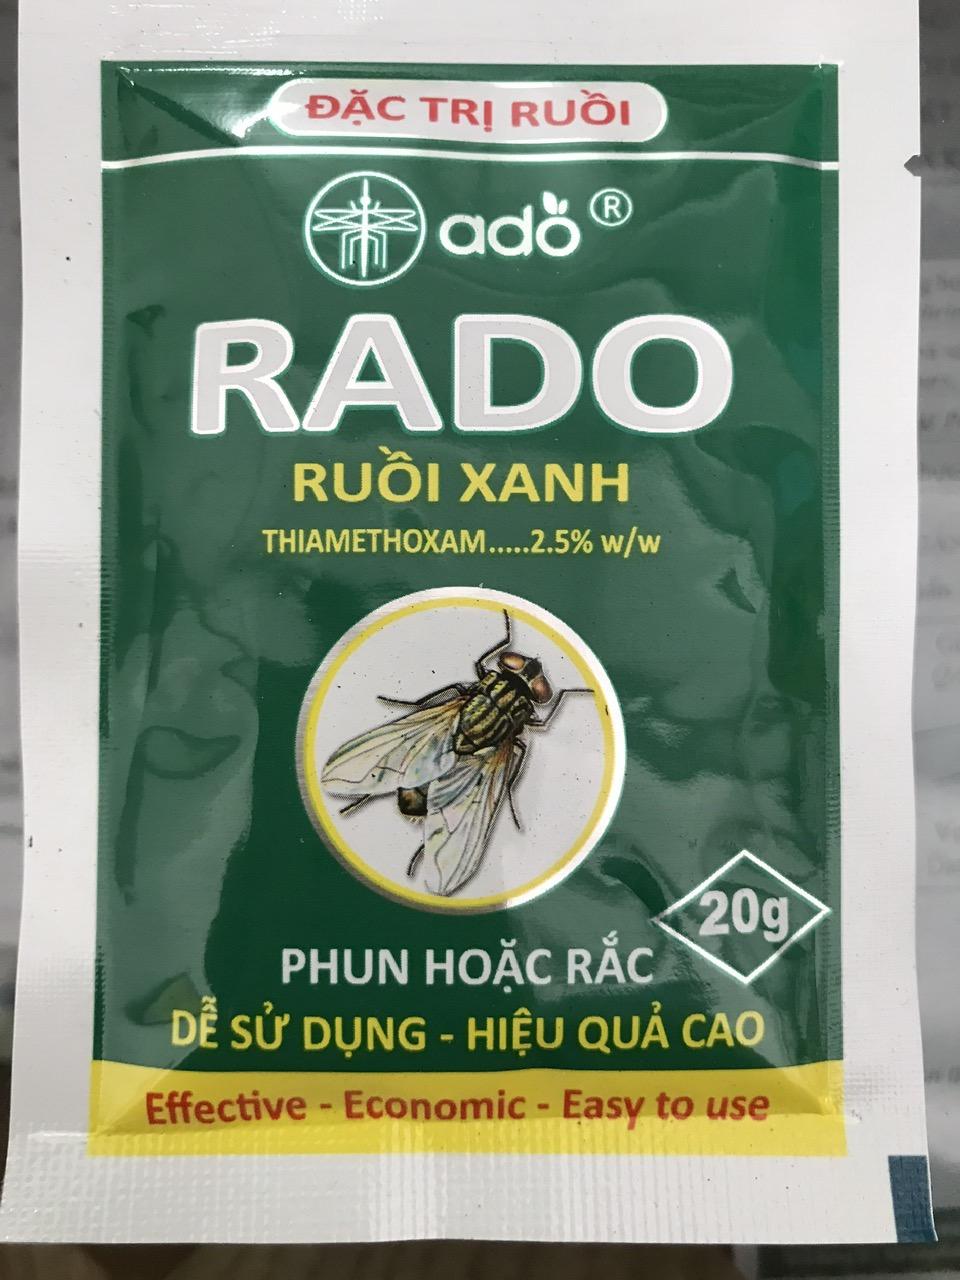 ĐẶC TRỊ RUỒI
adö ®
RADO
RUỒI XANH
THIAMETHOXAM.....2.5% w/w
20g
PHUN HOẶC RẮC
DỄ SỬ DỤNG - HIỆU QUẢ CAO
Effective - Economic - Easy to use